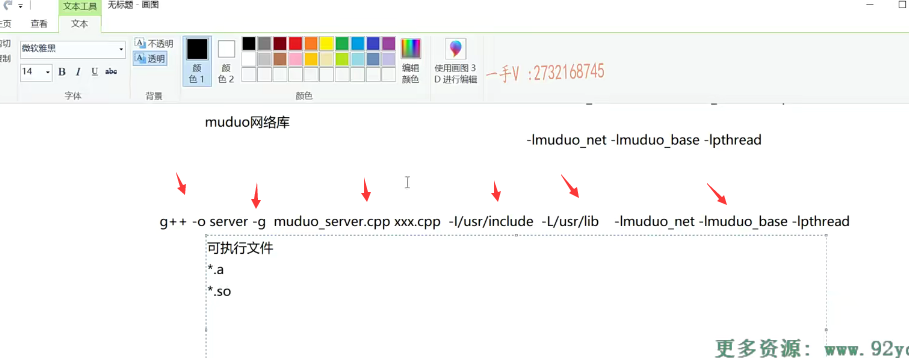 文本工具 无标题 - 画图
主页 查看 文本
剪切
复制
微软雅黑
14 B I U abc
字体
不透明
透明
背景
颜色 1
颜色 2
颜色
编辑颜色
使用画图 3D 进行编辑
一手V :2732168745
muduo网络库
-lmuduo_net -lmuduo_base -lpthread
g++ -o server -g muduo_server.cpp xxx.cpp -I/usr/include -L/usr/lib -lmuduo_net -lmuduo_base -lpthread
可执行文件
*.a
*.so
更多资源: www.92y